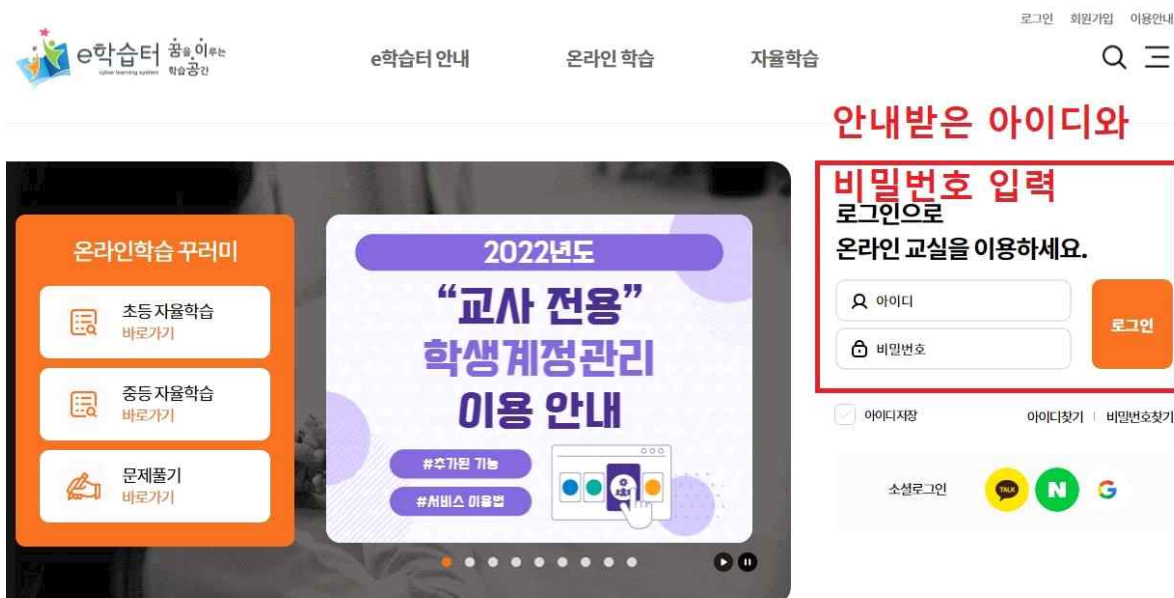 로그인 회원가입 이용안내
e학습터 꿈을 이루는
cyber learning system 학습공간
e학습터 안내 온라인 학습 자율학습
안내받은 아이디와
비밀번호 입력
온라인학습 꾸러미
초등 자율학습
바로가기
중등 자율학습
바로가기
문제풀기
바로가기
2022년도
“교사 전용”
학생계정관리
이용 안내
#추가된 기능
#서비스 이용법
로그인으로
온라인 교실을 이용하세요.
아이디
비밀번호
로그인
아이디저장 아이디찾기 | 비밀번호찾기
소셜로그인 TALK N G